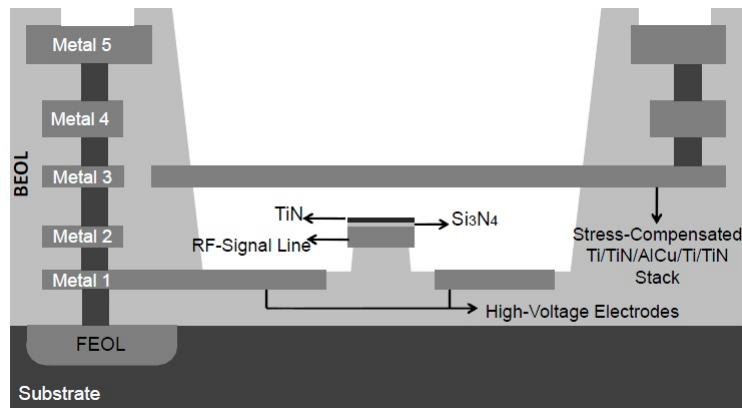 Metal 5
Metal 4
BEOL
Metal 3
TiN
Si₃N₄
Metal 2
RF-Signal Line
Stress-Compensated
Ti/TiN/AlCu/Ti/TiN
Stack
Metal 1
High-Voltage Electrodes
FEOL
Substrate